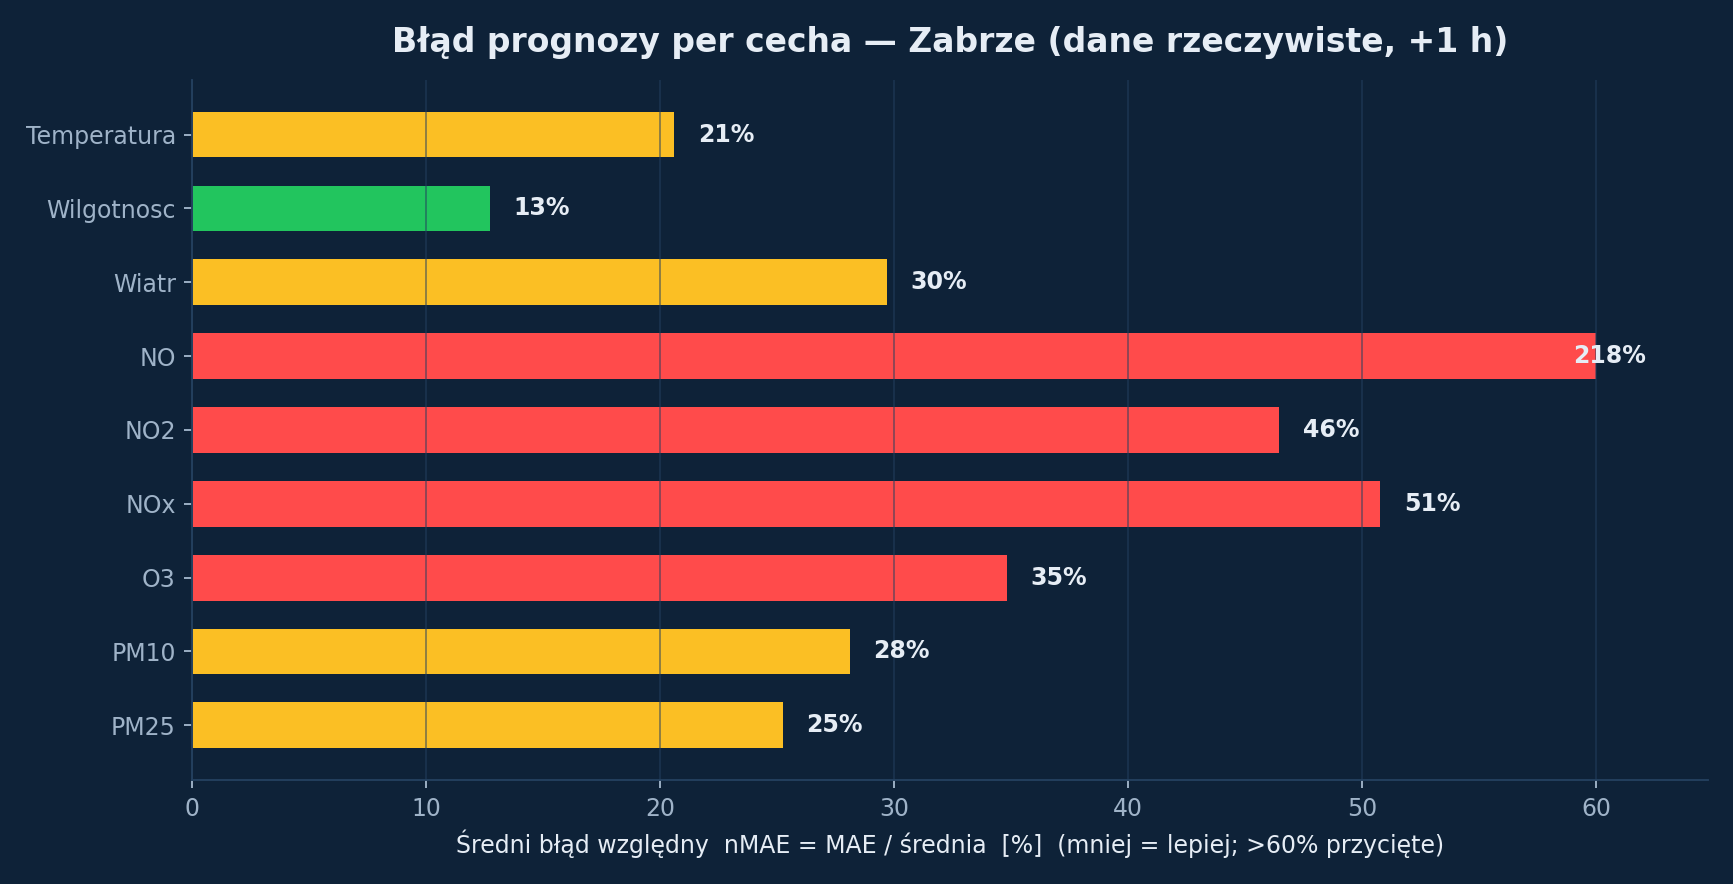 Błąd prognozy per cecha — Zabrze (dane rzeczywiste, +1 h)
Temperatura 21%
Wilgotnosc 13%
Wiatr 30%
NO 218%
NO2 46%
NOx 51%
O3 35%
PM10 28%
PM25 25%
0 10 20 30 40 50 60
Średni błąd względny nMAE = MAE / średnia [%] (mniej = lepiej; >60% przycięte)